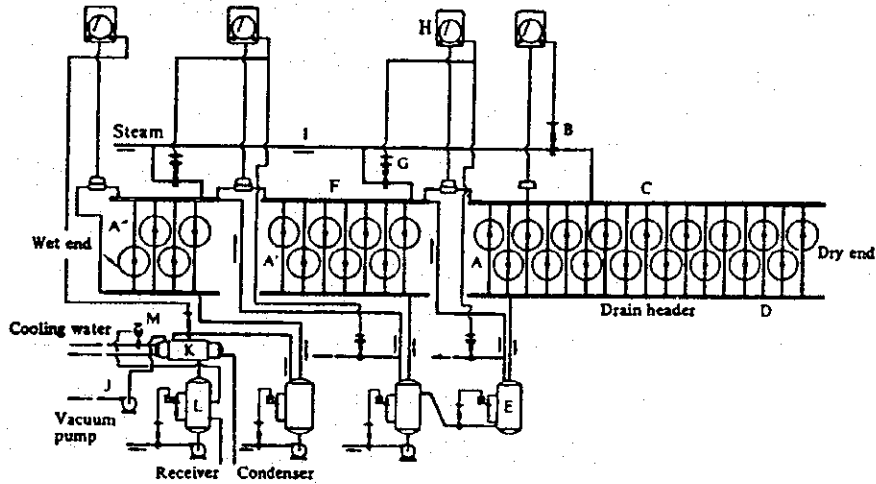 H
B
Steam
I
G
F
C
A"
Wet end
A'
A
Dry end
Drain header
D
M
Cooling water
K
J
L
E
Vacuum
pump
Receiver
Condenser